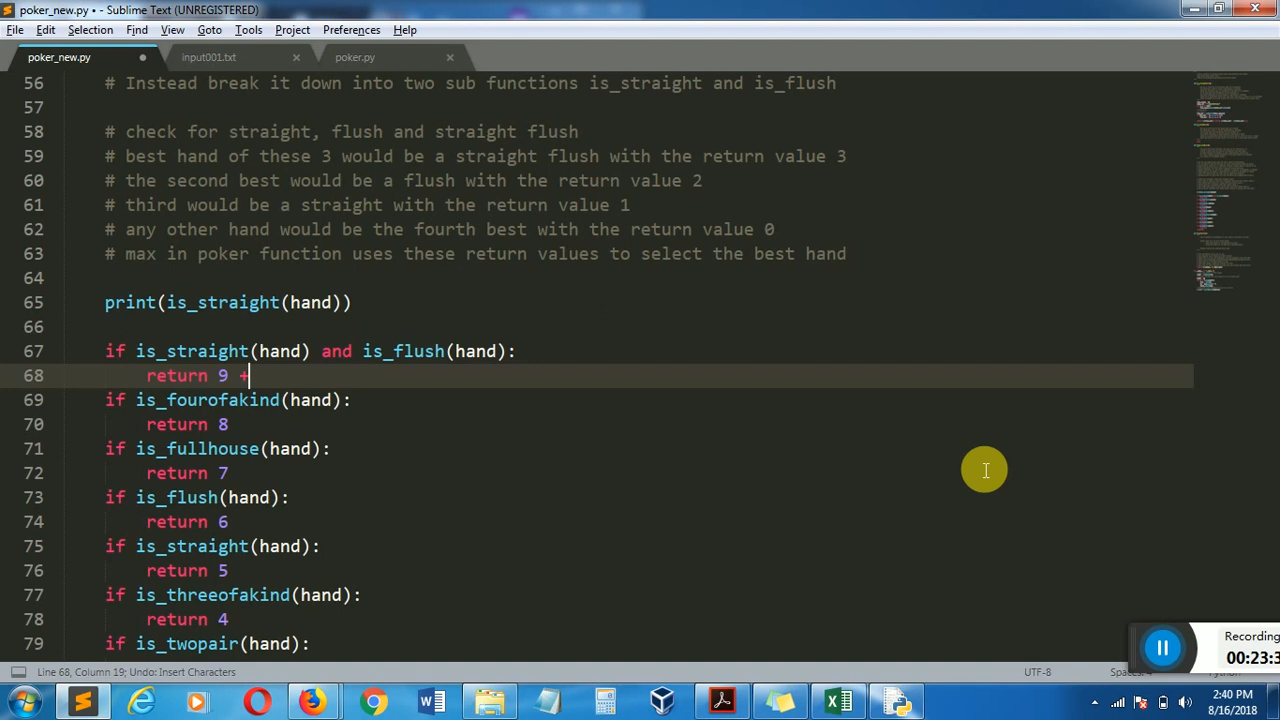 poker_new.py • - Sublime Text (UNREGISTERED)
File Edit Selection Find View Goto Tools Project Preferences Help
poker_new.py input001.txt poker.py
56 # Instead break it down into two sub functions is_straight and is_flush
57
58 # check for straight, flush and straight flush
59 # best hand of these 3 would be a straight flush with the return value 3
60 # the second best would be a flush with the return value 2
61 # third would be a straight with the return value 1
62 # any other hand would be the fourth best with the return value 0
63 # max in poker function uses these return values to select the best hand
64
65 print(is_straight(hand))
66
67 if is_straight(hand) and is_flush(hand):
68 return 9 +
69 if is_fourofakind(hand):
70 return 8
71 if is_fullhouse(hand):
72 return 7
73 if is_flush(hand):
74 return 6
75 if is_straight(hand):
76 return 5
77 if is_threeofakind(hand):
78 return 4
79 if is_twopair(hand):
Recording
00:23:3
Line 68, Column 19; Undo: Insert Characters UTF-8
2:40 PM
8/16/2018